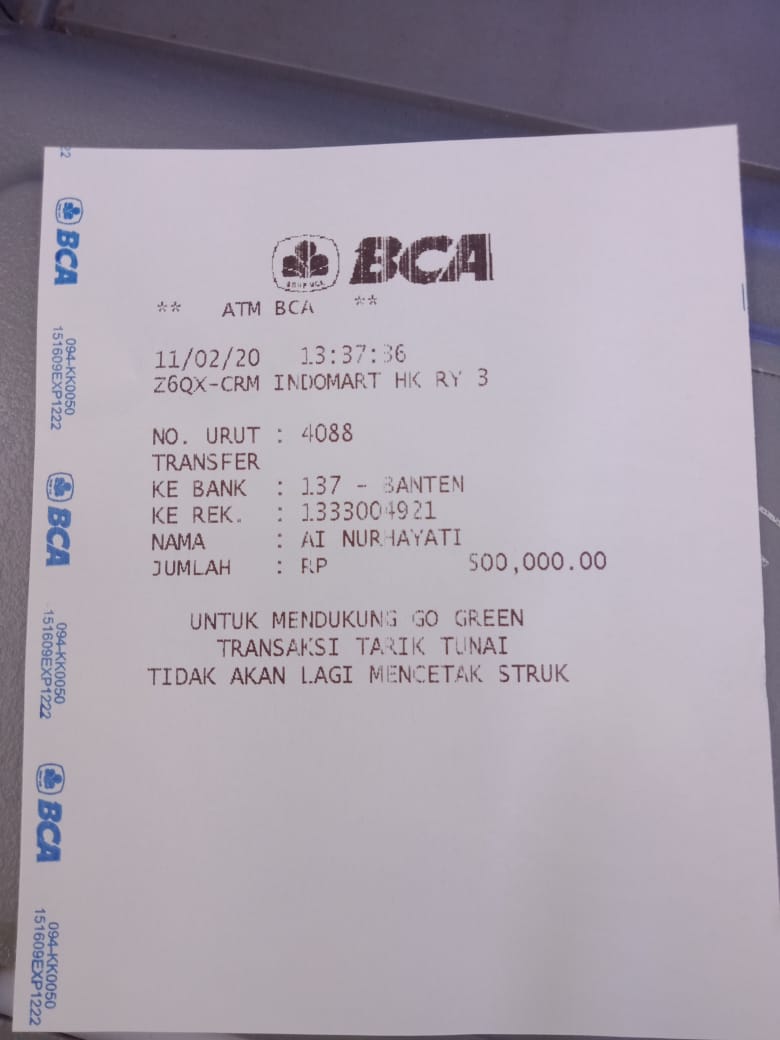 BCA
** ATM BCA **
11/02/20 13:37:36
Z6QX-CRM INDOMART HK RY 3
NO. URUT : 4088
TRANSFER
KE BANK : 137 - BANTEN
KE REK. : 1333004921
NAMA : AI NURHAYATI
JUMLAH : RP 500,000.00
UNTUK MENDUKUNG GO GREEN
TRANSAKSI TARIK TUNAI
TIDAK AKAN LAGI MENCETAK STRUK
22
BCA
094-KK0050
151609EXP1222
BCA
094-KK0050
151609EXP1222
BCA
094-KK0050
151609EXP1222